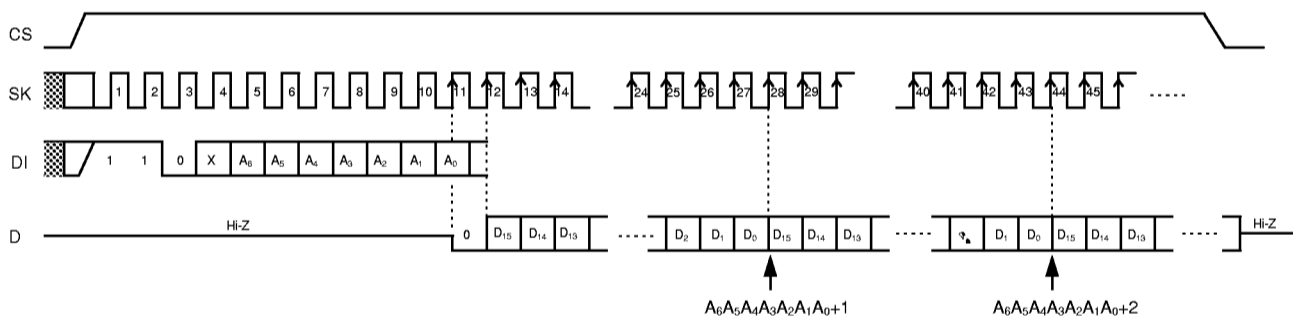 CS
SK 1 2 3 4 5 6 7 8 9 10 11 12 13 14 24 25 26 27 28 29 40 41 42 43 44 45
DI 1 1 0 X A₆ A₅ A₄ A₃ A₂ A₁ A₀
D Hi-Z 0 D₁₅ D₁₄ D₁₃ D₂ D₁ D₀ D₁₅ D₁₄ D₁₃ D₁ D₀ D₁₅ D₁₄ D₁₃ Hi-Z
A₆A₅A₄A₃A₂A₁A₀+1 A₆A₅A₄A₃A₂A₁A₀+2